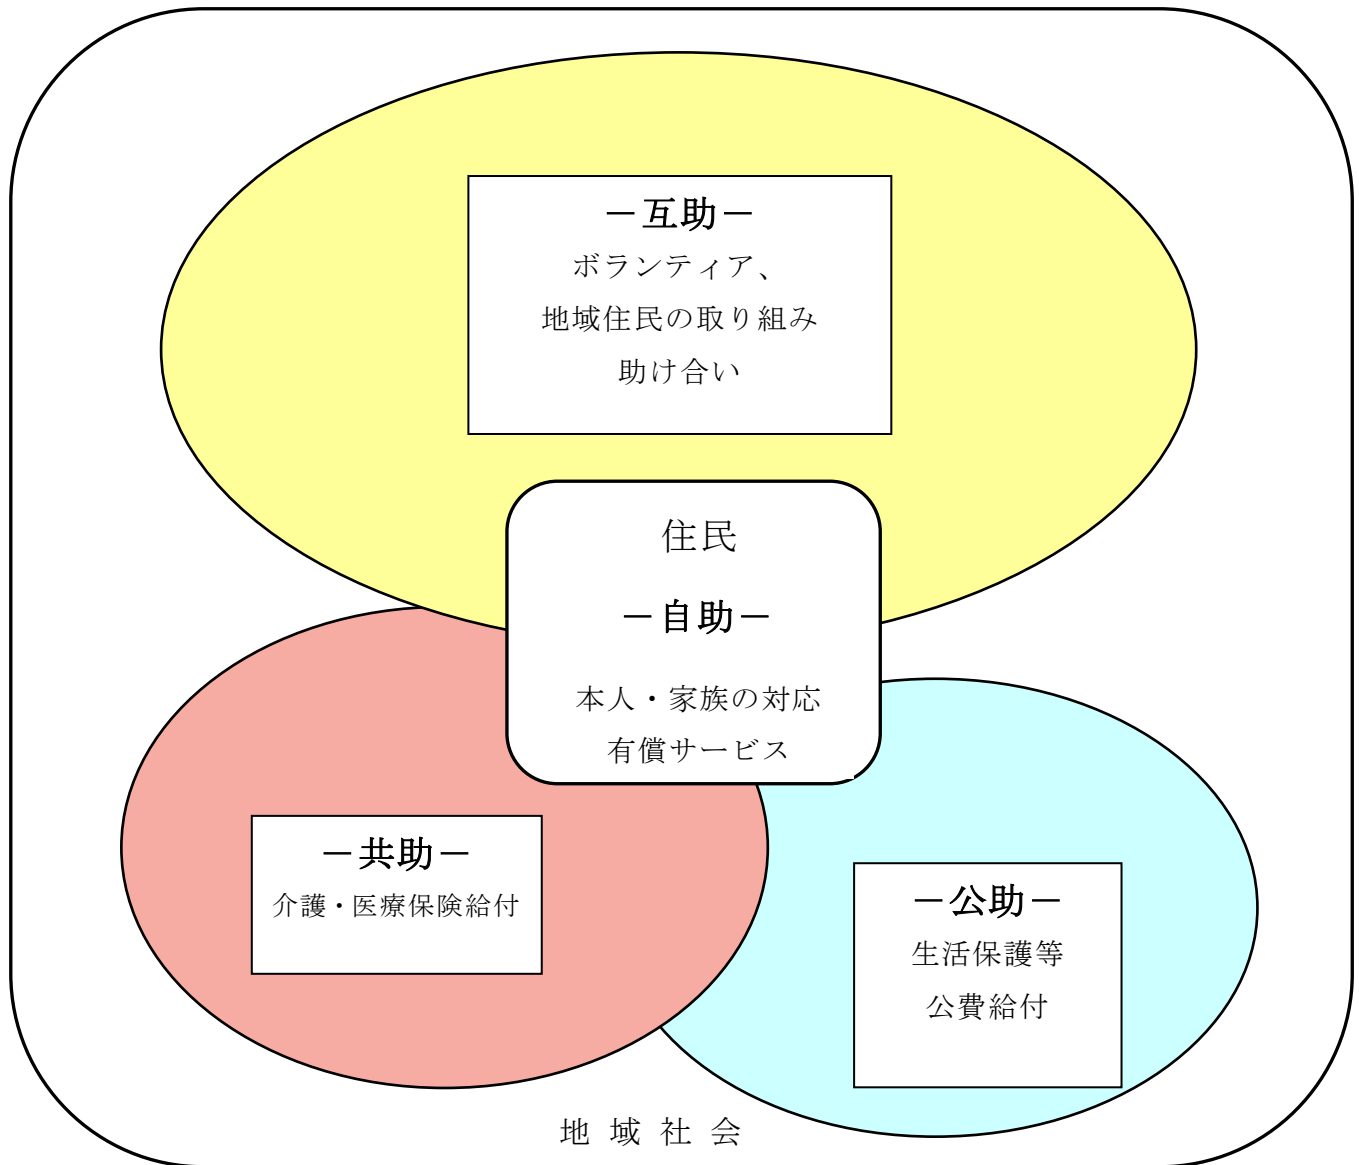 －互助－
ボランティア、
地域住民の取り組み
助け合い
住民
－自助－
本人・家族の対応
有償サービス
－共助－
介護・医療保険給付
－公助－
生活保護等
公費給付
地 域 社 会